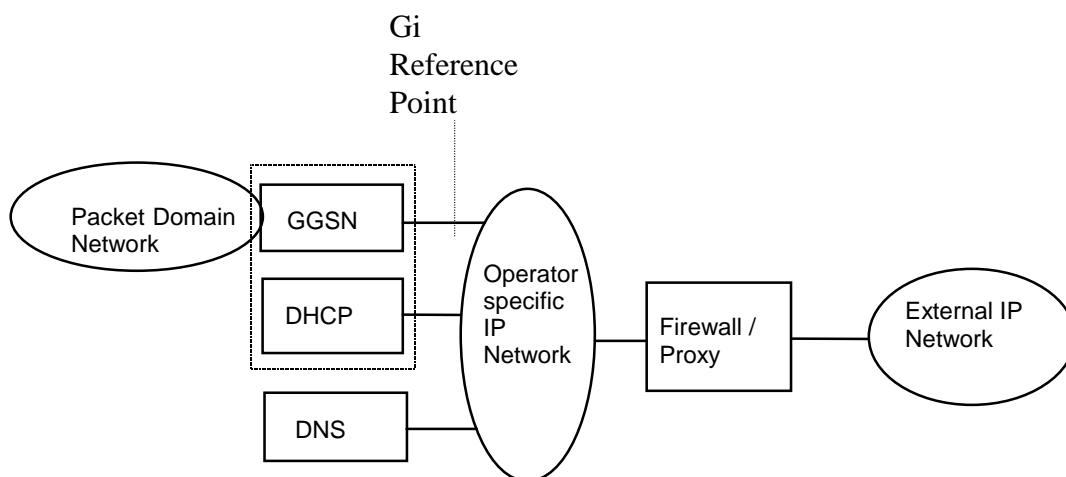 Gi
Reference
Point
Packet Domain
Network
GGSN
DHCP
DNS
Operator
specific
IP
Network
Firewall /
Proxy
External IP
Network